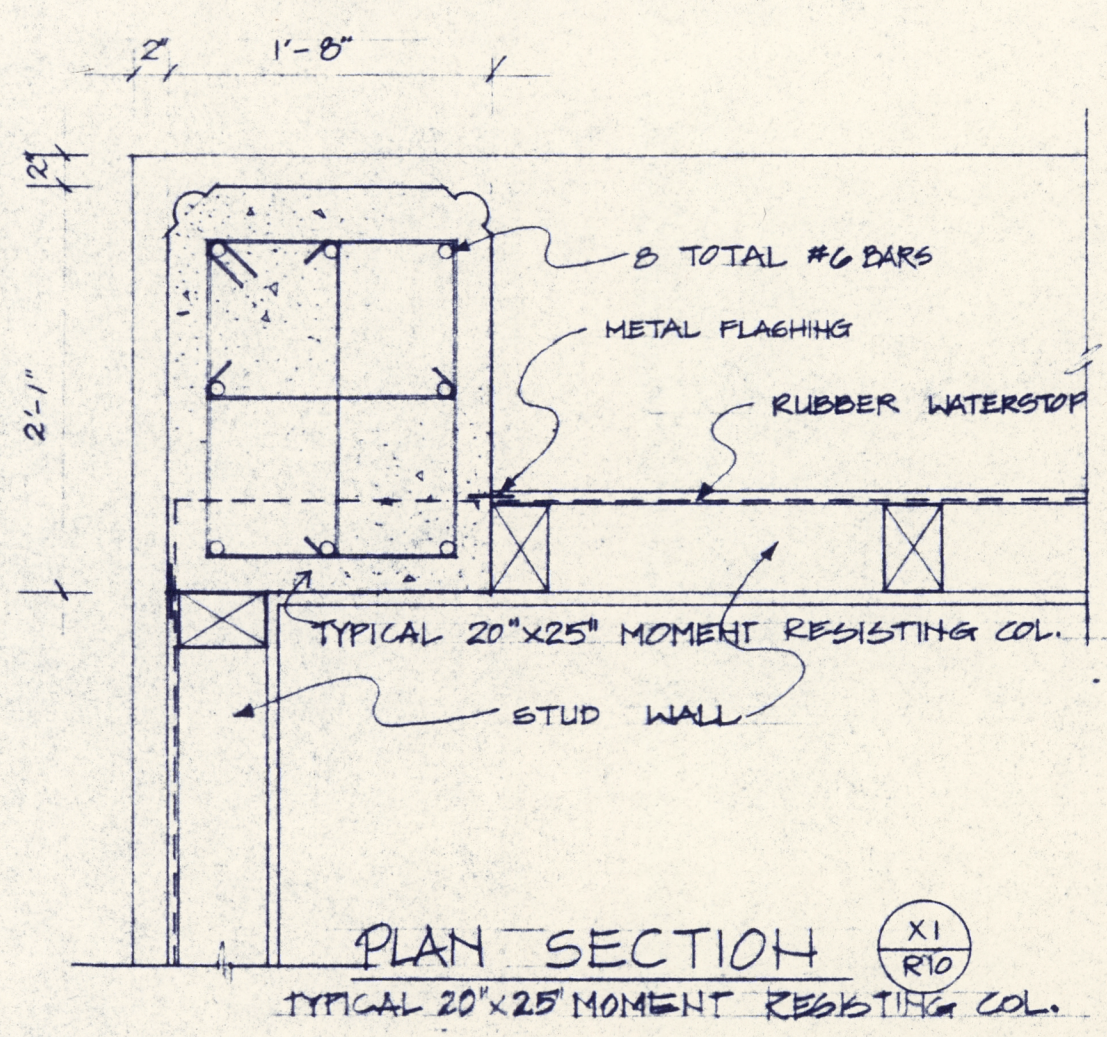 2" 1'-8"
2"
8 TOTAL #6 BARS
METAL FLASHING
RUBBER WATERSTOP
2'-1"
TYPICAL 20"X25" MOMENT RESISTING COL.
STUD WALL
PLAN SECTION
X1
R10
TYPICAL 20"X25" MOMENT RESISTING COL.